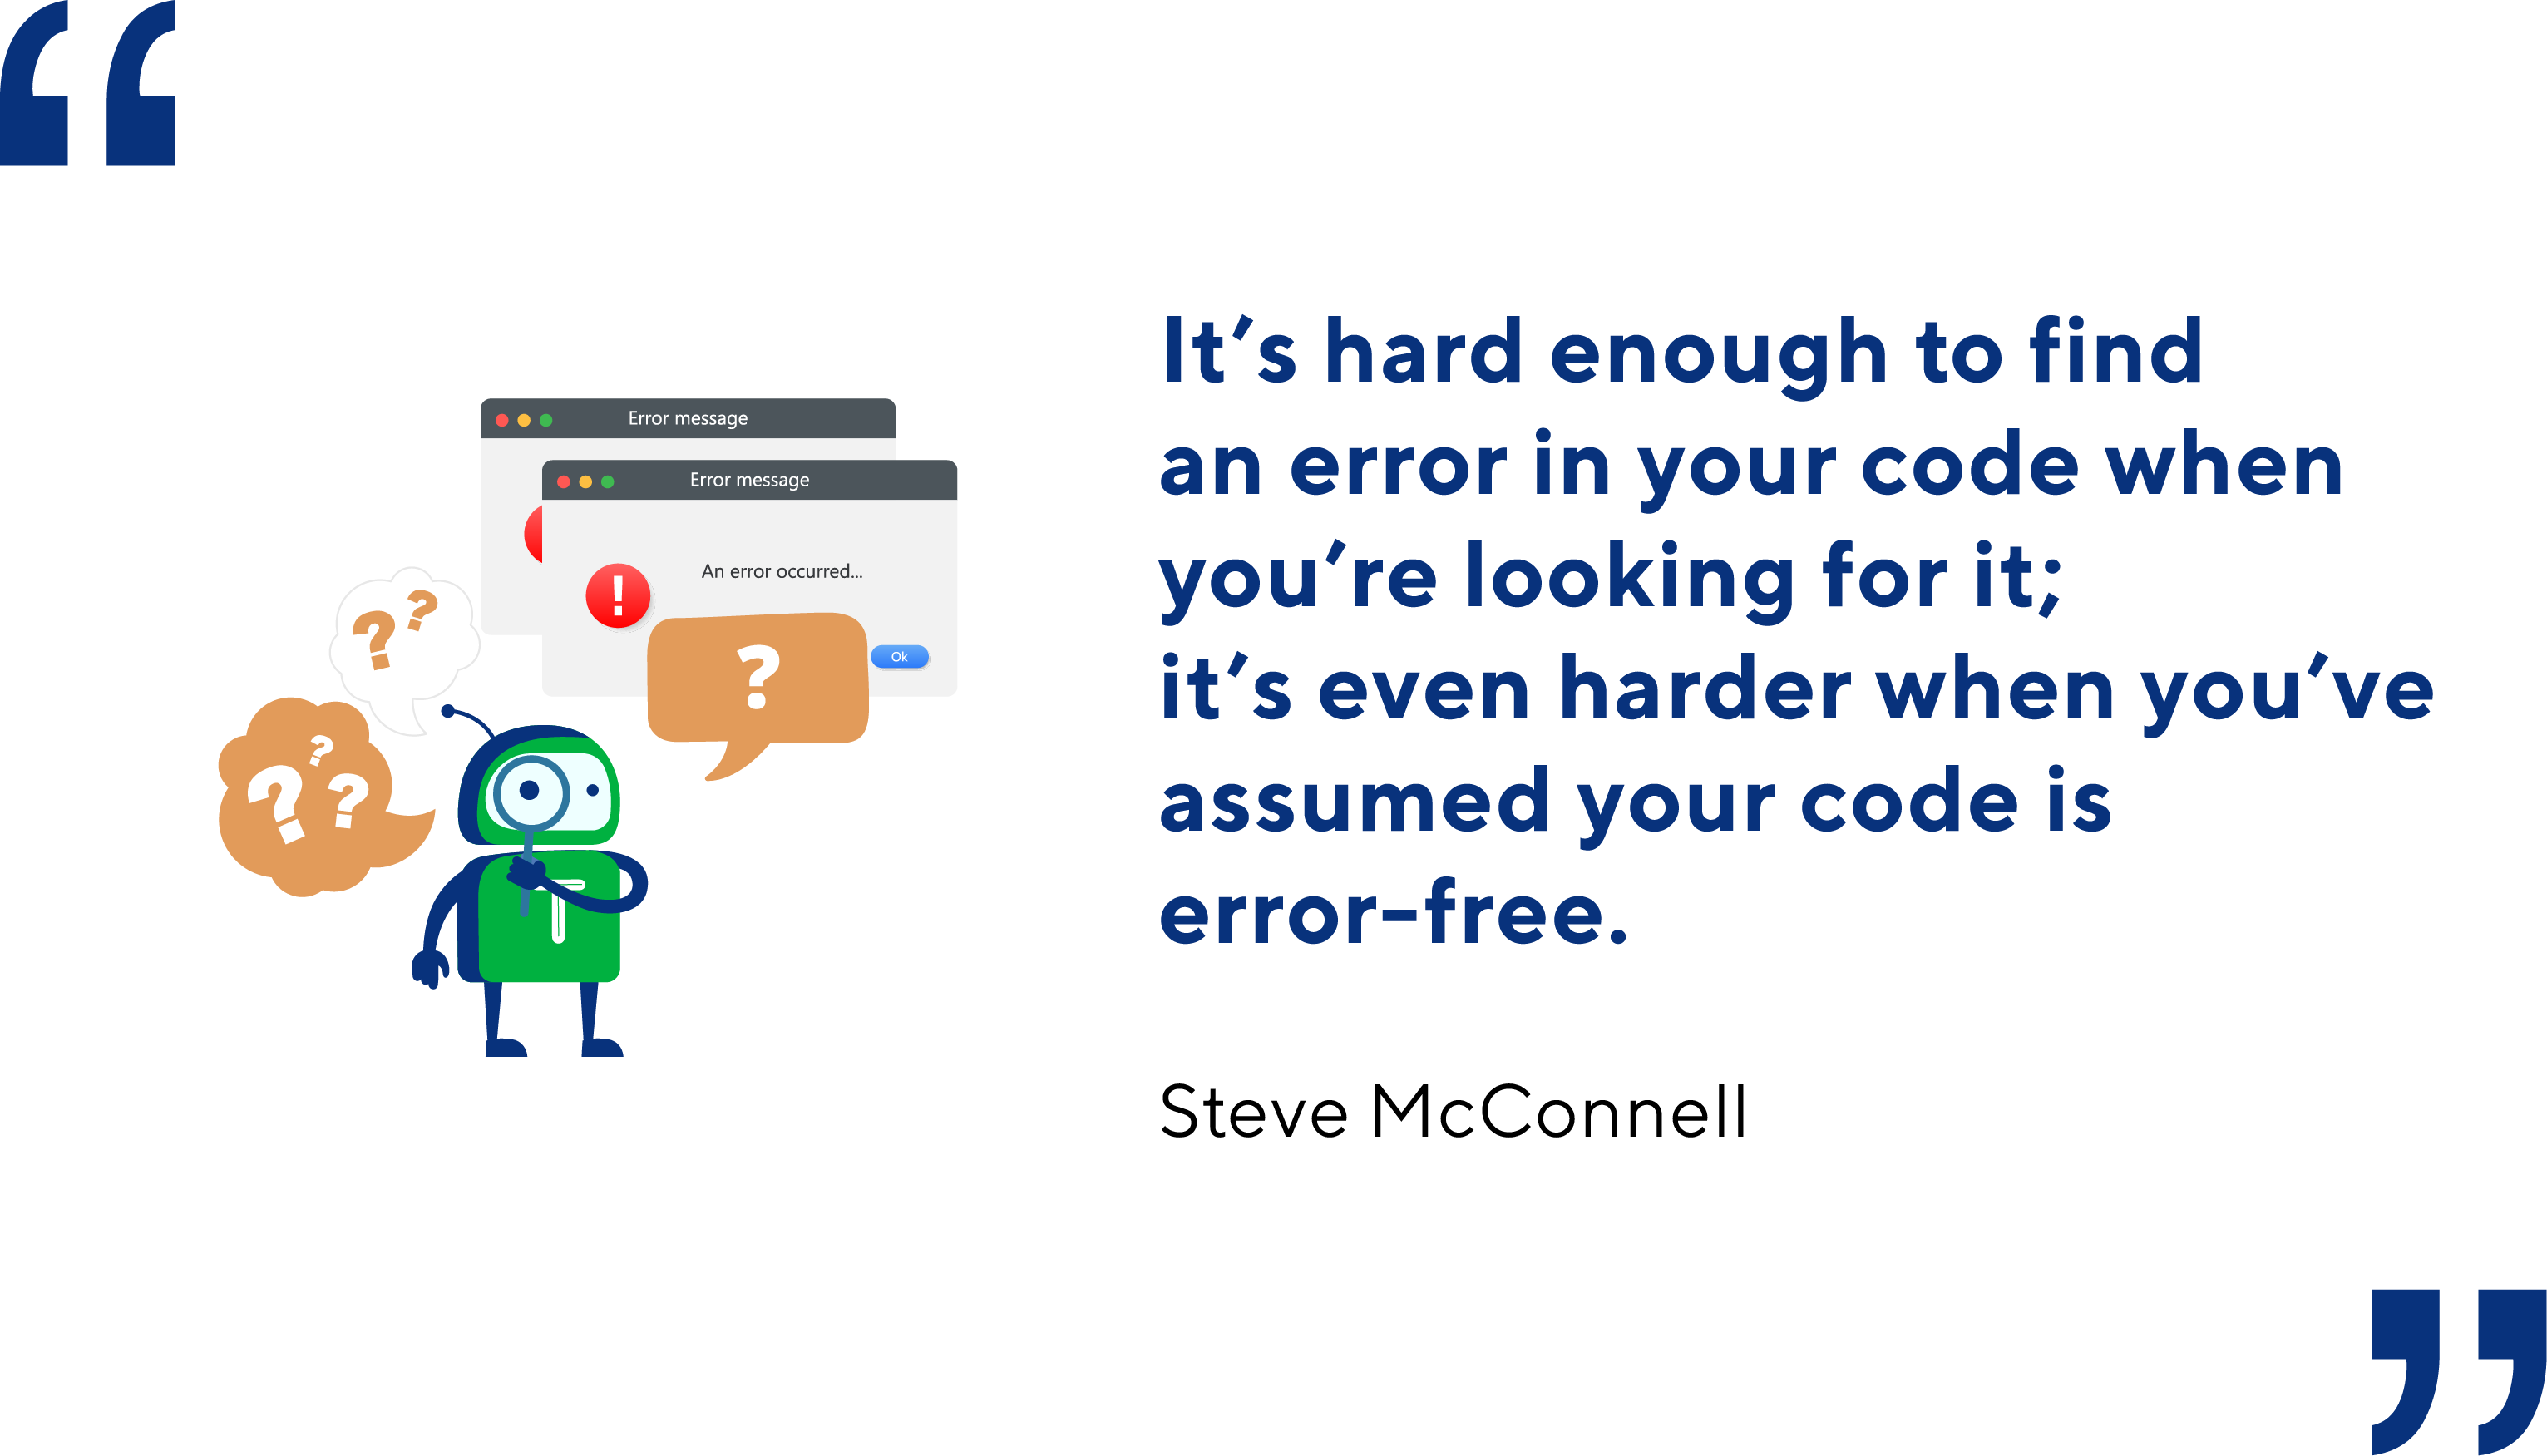 “
Error message
Error message
An error occurred...
!
Ok
? ?
?
? ? ?
T
It’s hard enough to find
an error in your code when
you’re looking for it;
it’s even harder when you’ve
assumed your code is
error-free.
Steve McConnell
”